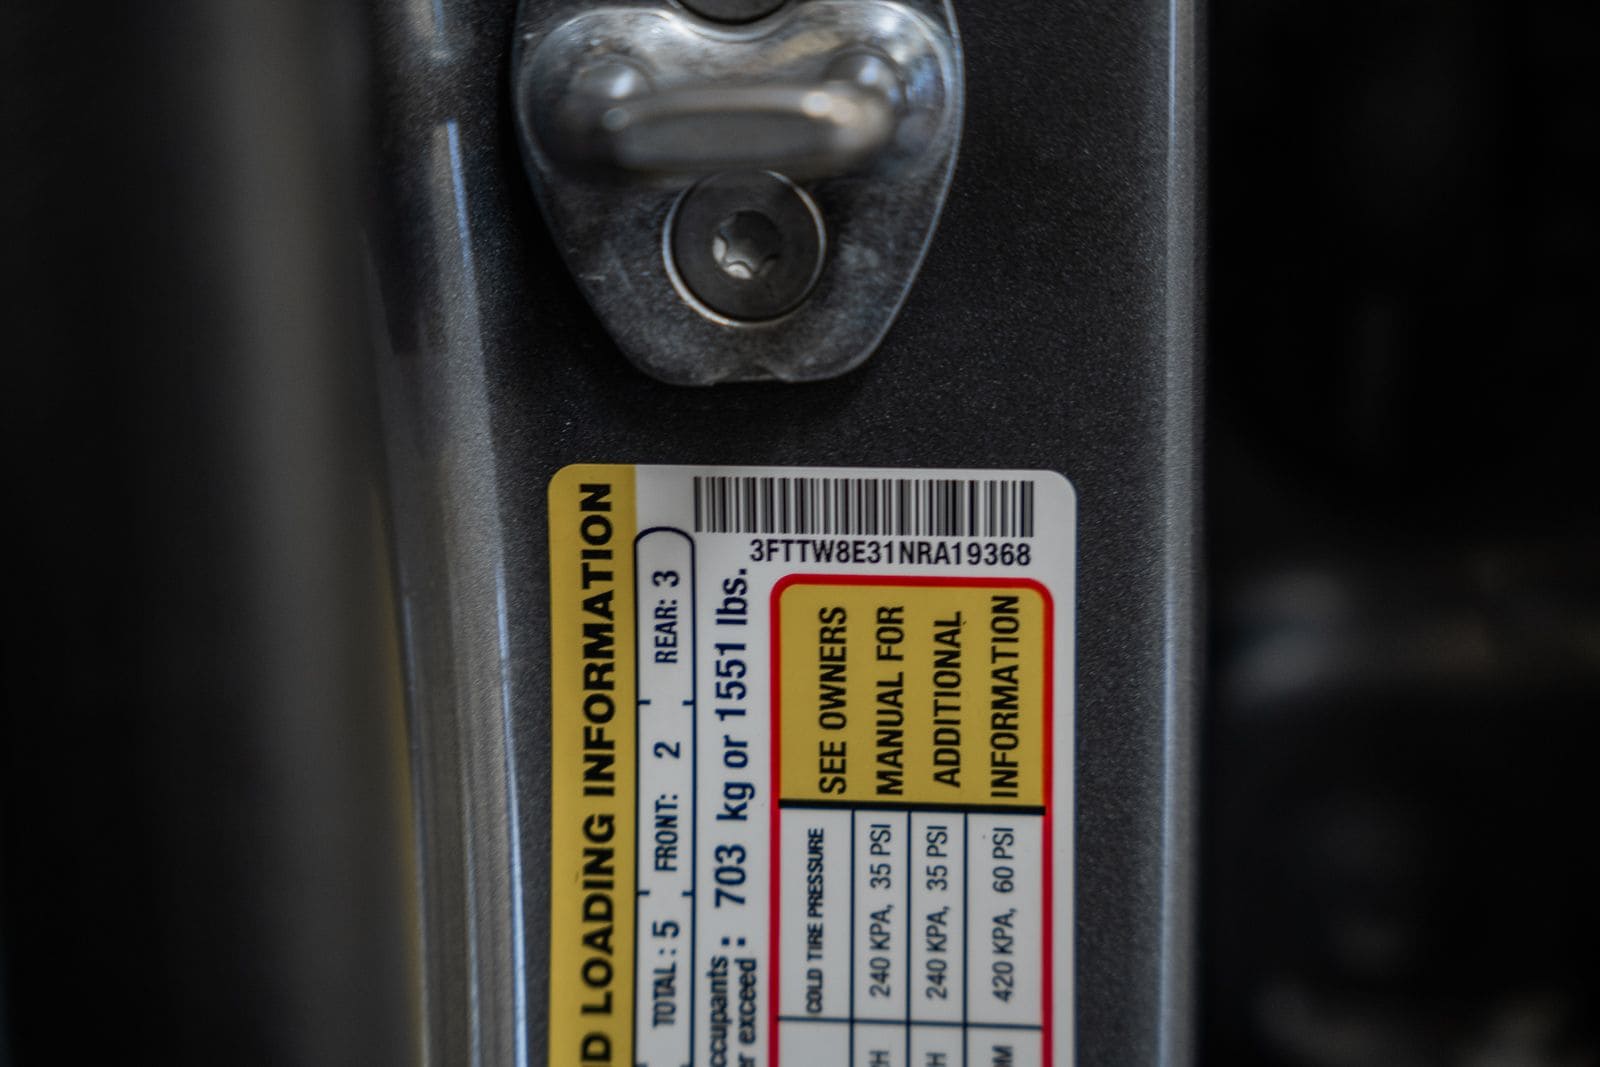 3FTTW8E31NRA19368
LOADING INFORMATION
TOTAL : 5 FRONT: 2 REAR: 3
: 703 kg or 1551 lbs.
exceed
COLD TIRE PRESSURE
240 KPA, 35 PSI
240 KPA, 35 PSI
420 KPA, 60 PSI
SEE OWNERS
MANUAL FOR
ADDITIONAL
INFORMATION